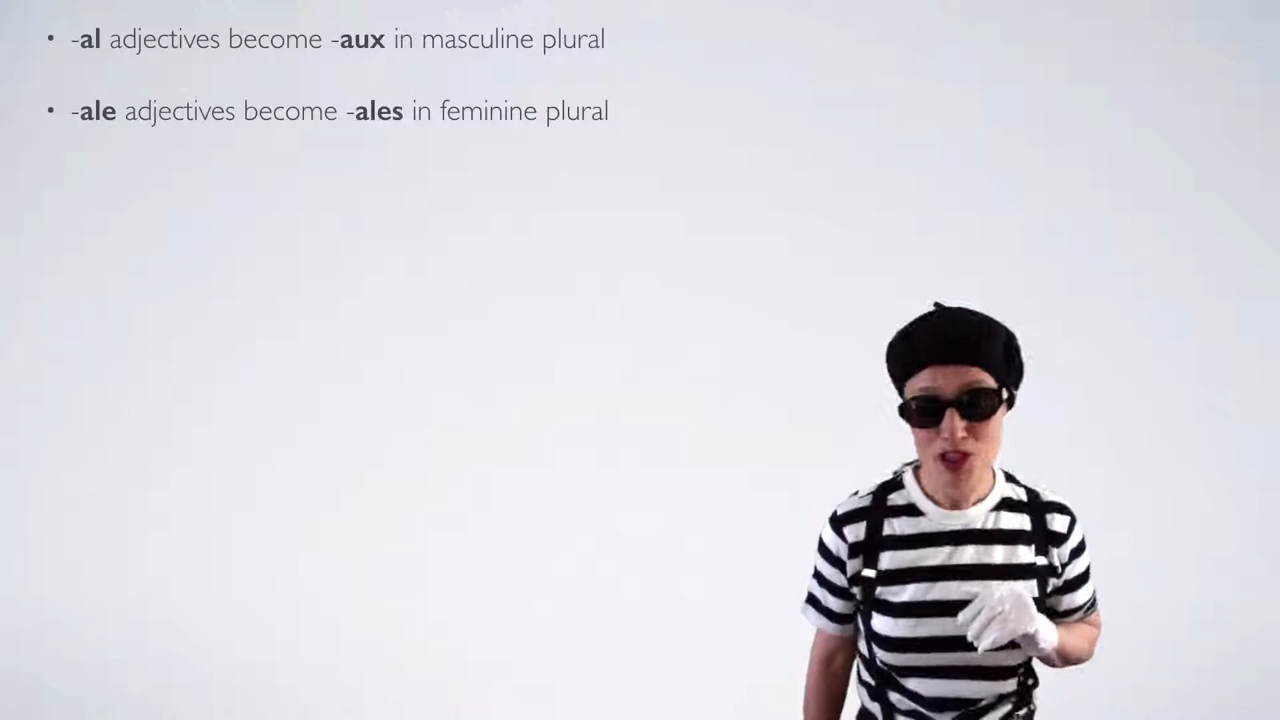 • -al adjectives become -aux in masculine plural
• -ale adjectives become -ales in feminine plural